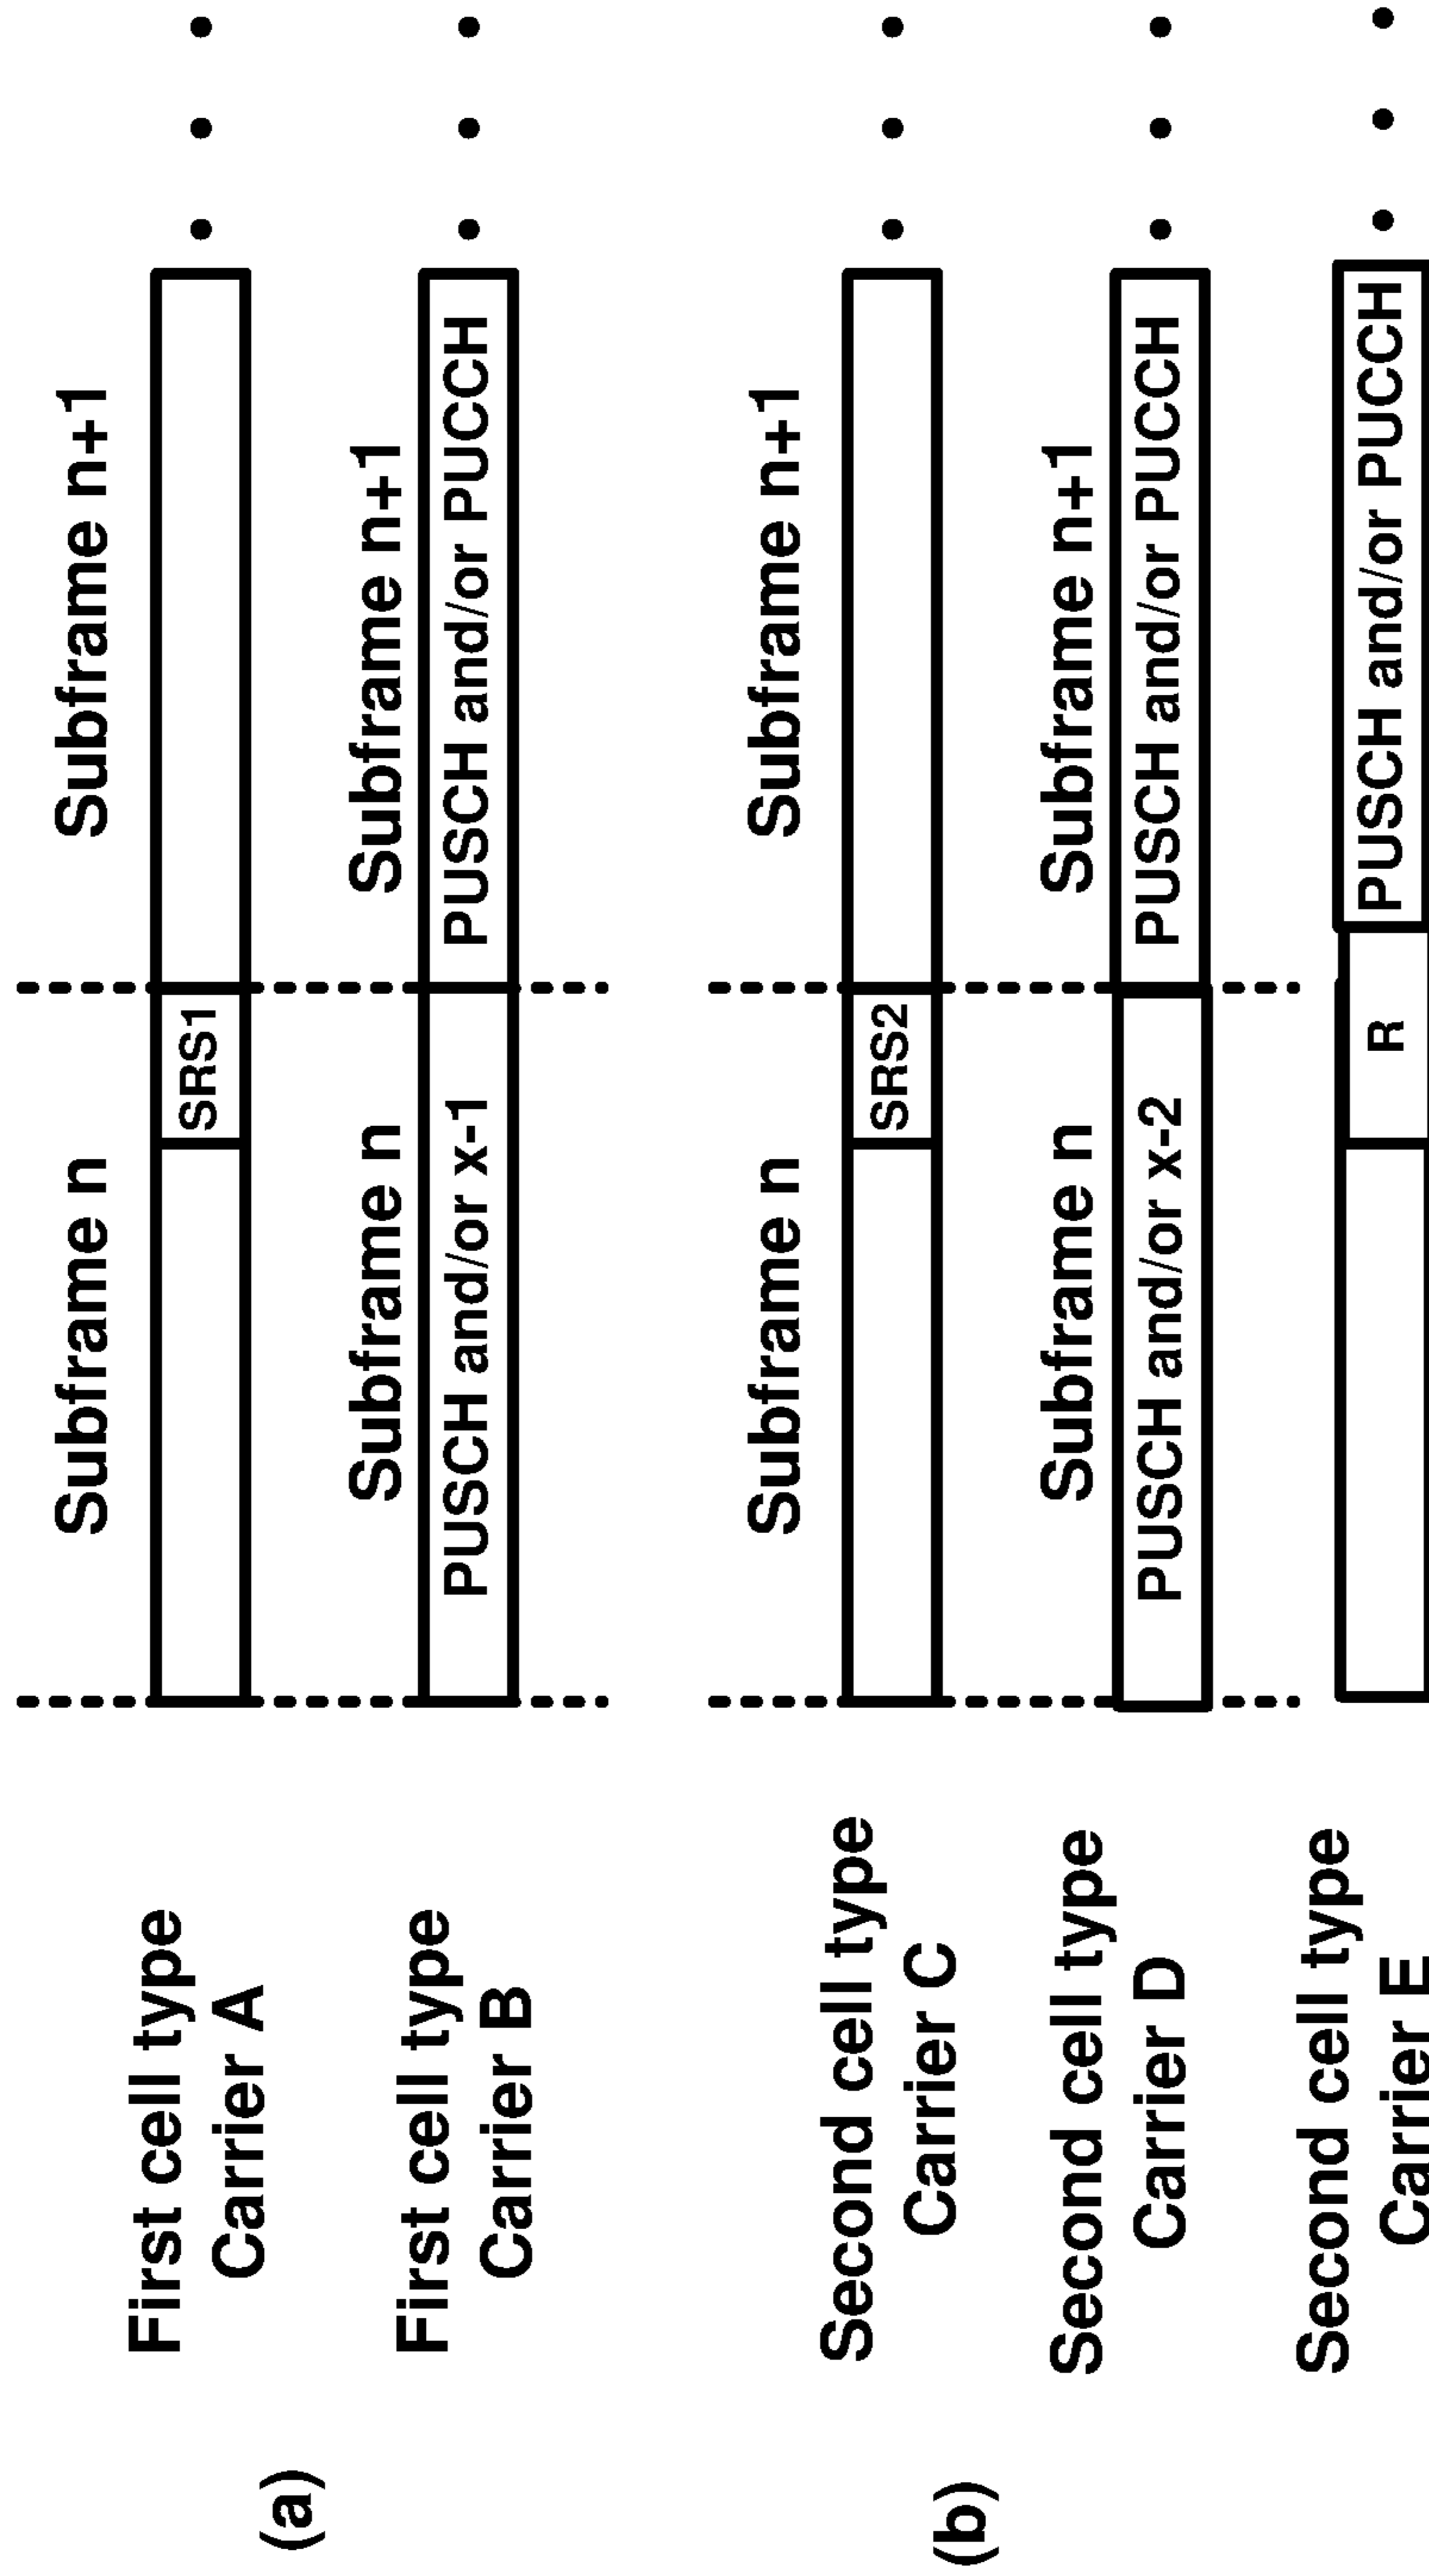 (a)
Subframe n
Subframe n+1
First cell type
Carrier A
SRS1
Subframe n
Subframe n+1
First cell type
Carrier B
PUSCH and/or x-1
PUSCH and/or PUCCH
(b)
Subframe n
Subframe n+1
Second cell type
Carrier C
SRS2
Subframe n
Subframe n+1
Second cell type
Carrier D
PUSCH and/or x-2
PUSCH and/or PUCCH
Second cell type
Carrier E
R
PUSCH and/or PUCCH